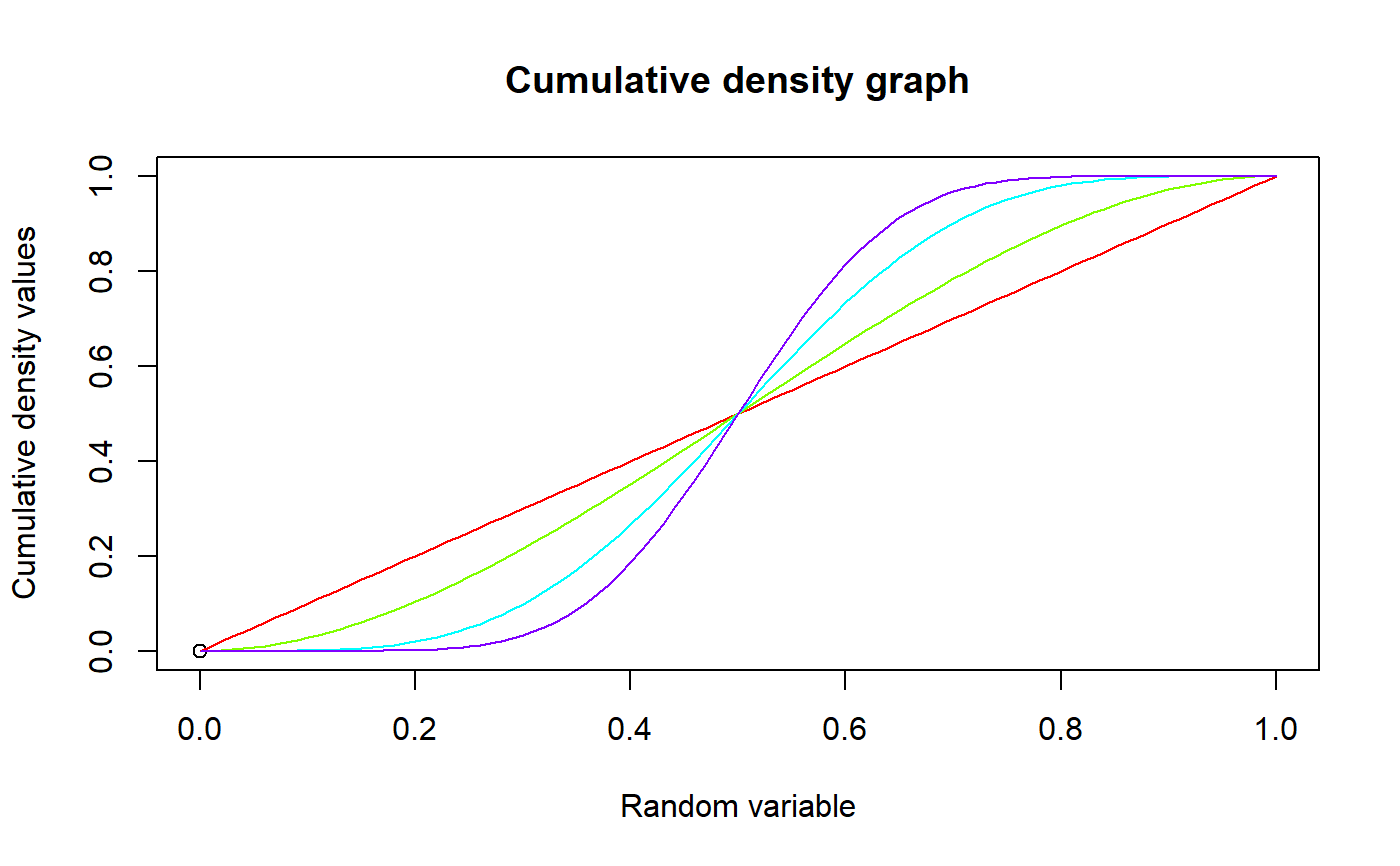 Cumulative density graph
Cumulative density values
1.0
0.8
0.6
0.4
0.2
0.0
0.0 0.2 0.4 0.6 0.8 1.0
Random variable